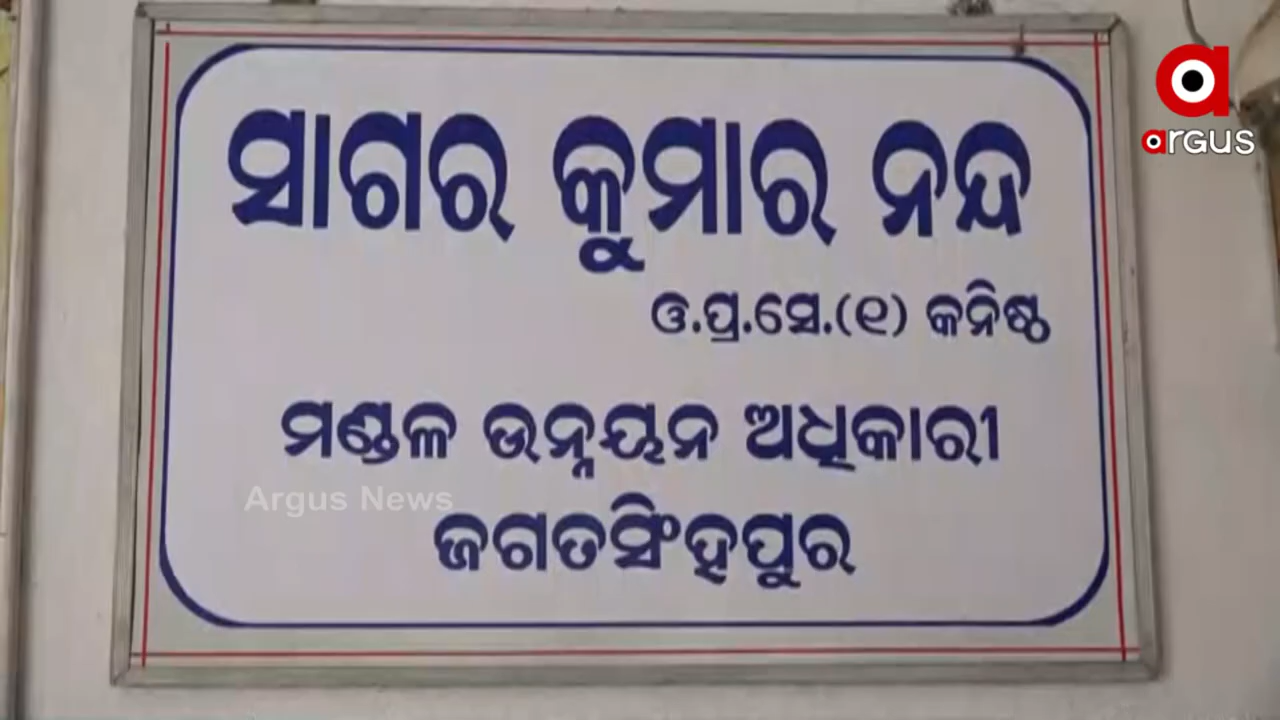 ସାଗର କୁମାର ନନ୍ଦ
ଓ.ପ୍ର.ସେ.(୧) କନିଷ୍ଠ
ମଣ୍ଡଳ ଉନ୍ନୟନ ଅଧିକାରୀ
ଜଗତସିଂହପୁର
Argus News
argus